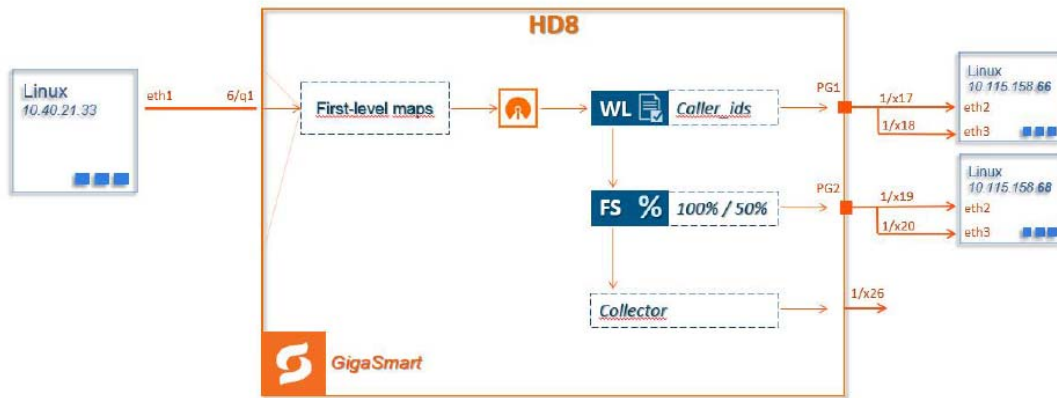 HD8
Linux
10.40.21.33
eth1
6/q1
First-level maps
WL
Caller_ids
PG1
1/x17
1/x18
Linux
10 115.158.66
eth2
eth3
FS %
100% / 50%
PG2
1/x19
1/x20
Linux
10 115.158.68
eth2
eth3
Collector
1/x26
GigaSmart